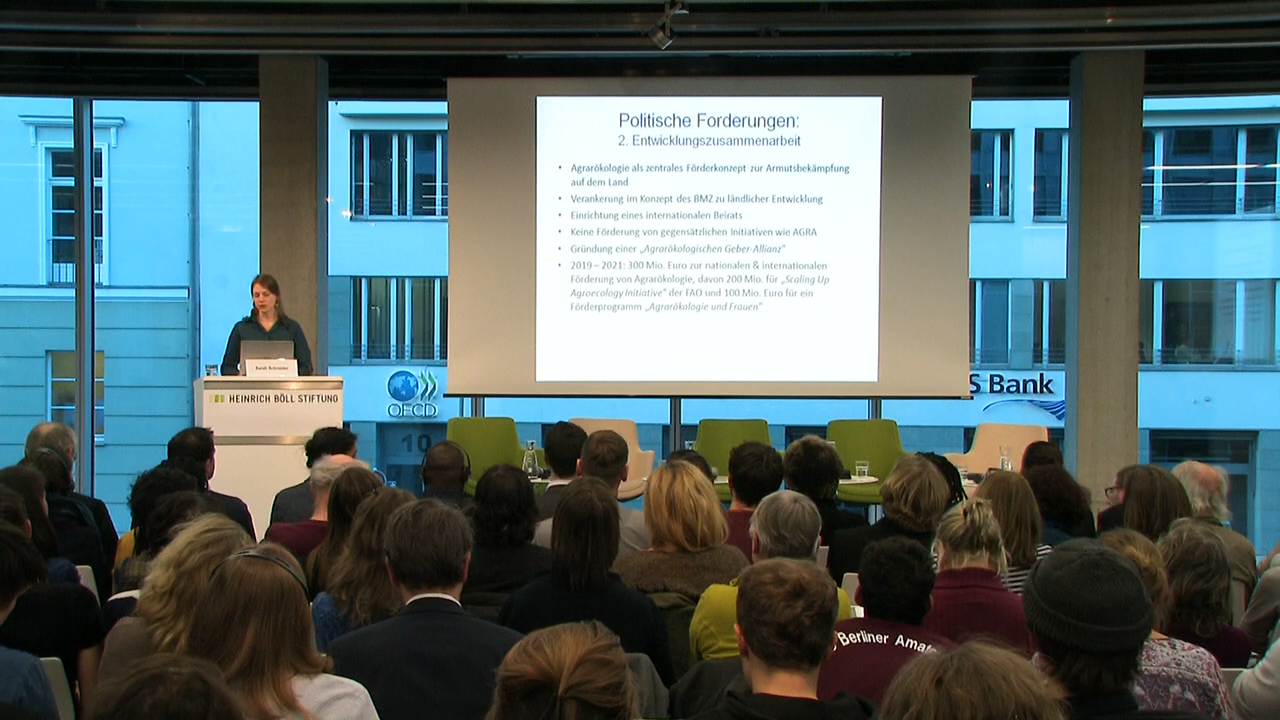 Politische Forderungen:
2. Entwicklungszusammenarbeit
• Agrarökologie als zentrales Förderkonzept zur Armutsbekämpfung
auf dem Land
• Verankerung im Konzept des BMZ zu ländlicher Entwicklung
• Einrichtung eines internationalen Beirats
• Keine Förderung von gegensätzlichen Initiativen wie AGRA
• Gründung einer „Agrarökologischen Geber-Allianz“
• 2019 – 2021: 300 Mio. Euro zur nationalen & internationalen
Förderung von Agrarökologie, davon 200 Mio. für „Scaling Up
Agroecology Initiative“ der FAO und 100 Mio. Euro für ein
Förderprogramm „Agrarökologie und Frauen“
Sarah Schneider
HEINRICH BÖLL STIFTUNG
OECD
10
S Bank
Berliner Amat